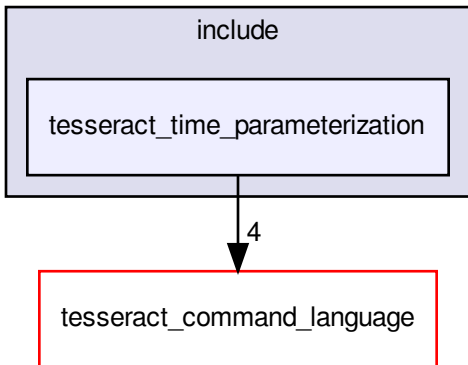 include
tesseract_time_parameterization
4
tesseract_command_language